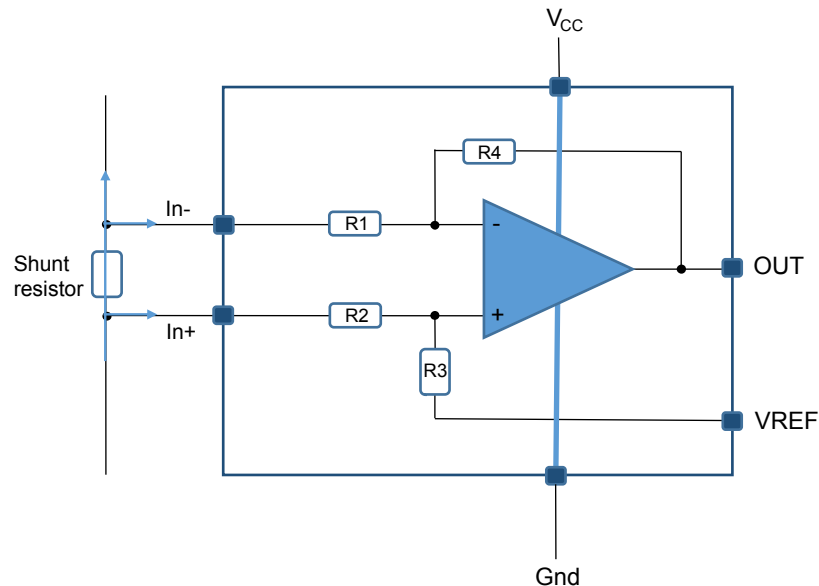 VCC
R4
In-
R1
-
Shunt
resistor
OUT
R2
+
In+
R3
VREF
Gnd